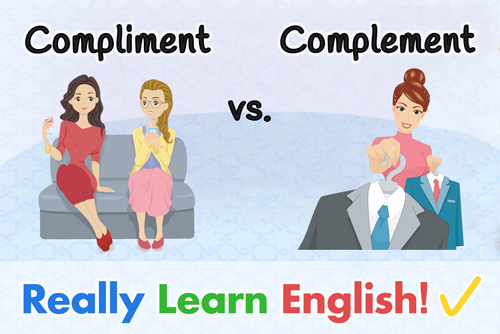 Compliment
vs.
Complement
Really Learn English!